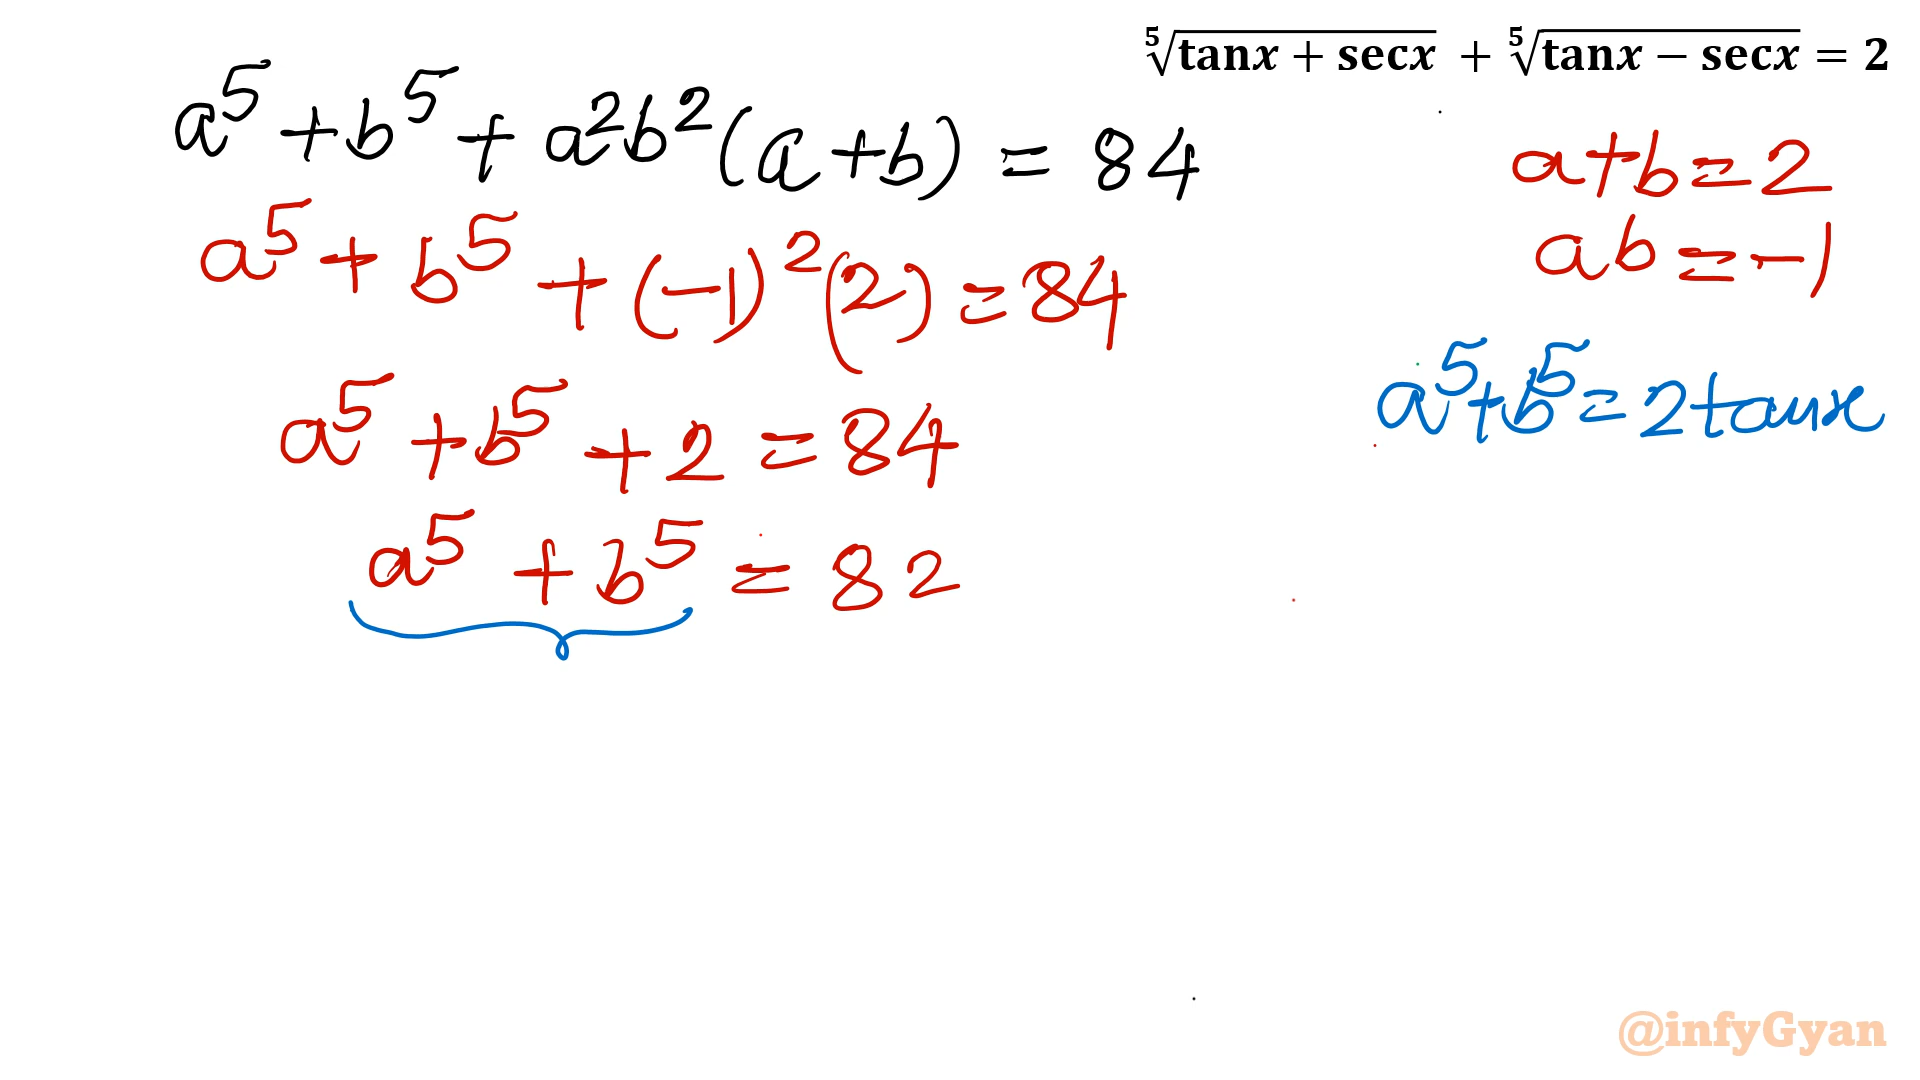 ⁵√(tanx + secx) + ⁵√(tanx − secx) = 2
a⁵ + b⁵ + a²b²(a+b) = 84
a⁵ + b⁵ + (-1)²(2) = 84
a⁵ + b⁵ + 2 = 84
a⁵ + b⁵ = 82
a+b=2
ab=-1
a⁵+b⁵=2tanx
@infyGyan